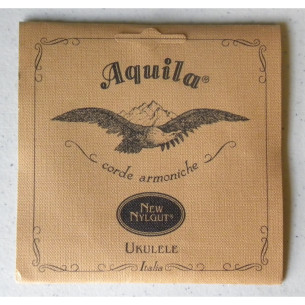 Aquila®
corde armoniche
NEW
NYLGUT®
UKULELE
Italia